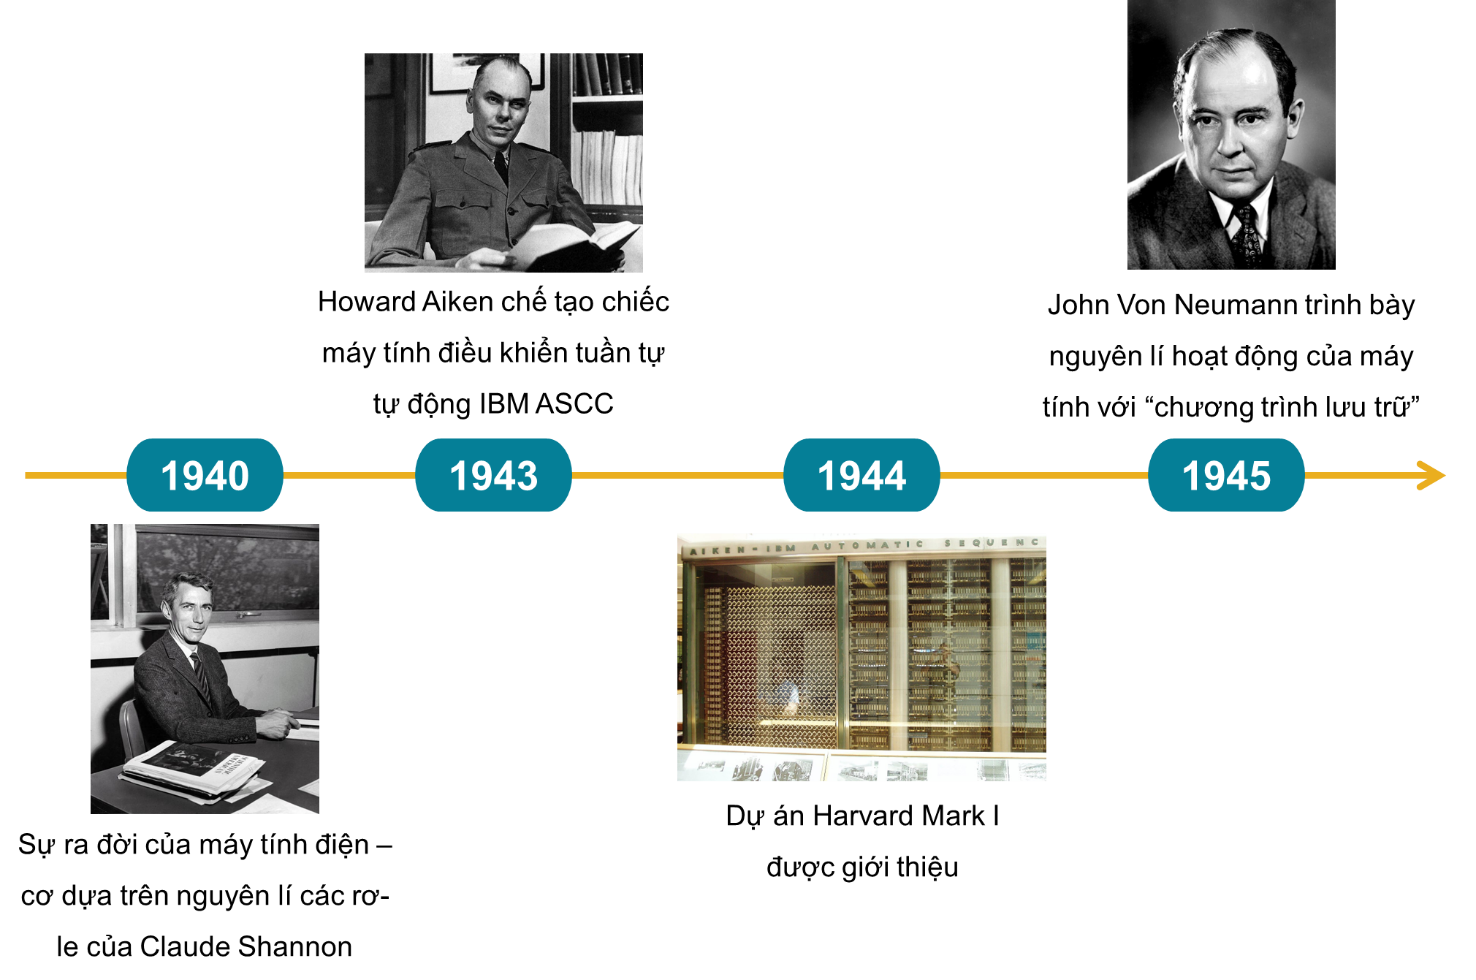 Howard Aiken chế tạo chiếc
máy tính điều khiển tuần tự
tự động IBM ASCC
John Von Neumann trình bày
nguyên lí hoạt động của máy
tính với “chương trình lưu trữ”
1940
1943
1944
1945
AIKEN-IBM AUTOMATIC SEQUENC
Sự ra đời của máy tính điện –
cơ dựa trên nguyên lí các rơ-
le của Claude Shannon
Dự án Harvard Mark I
được giới thiệu